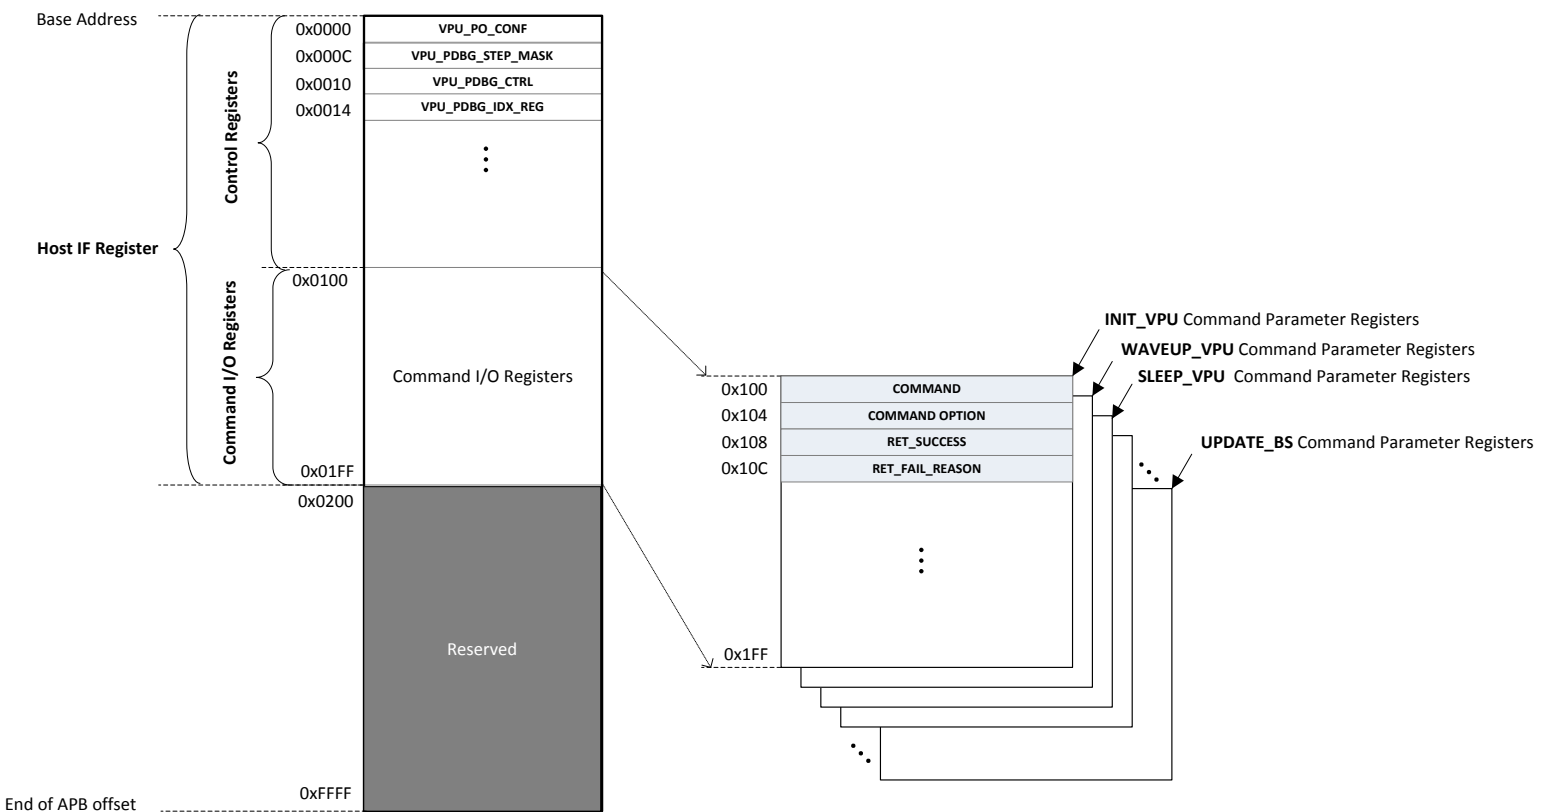 Base Address
0x0000
VPU_PO_CONF
0x000C
VPU_PDBG_STEP_MASK
0x0010
VPU_PDBG_CTRL
0x0014
VPU_PDBG_IDX_REG
Control Registers
Host IF Register
0x0100
Command I/O Registers
Command I/O Registers
0x01FF
0x0200
Reserved
0xFFFF
End of APB offset
INIT_VPU Command Parameter Registers
WAVEUP_VPU Command Parameter Registers
SLEEP_VPU Command Parameter Registers
UPDATE_BS Command Parameter Registers
0x100
COMMAND
0x104
COMMAND OPTION
0x108
RET_SUCCESS
0x10C
RET_FAIL_REASON
0x1FF